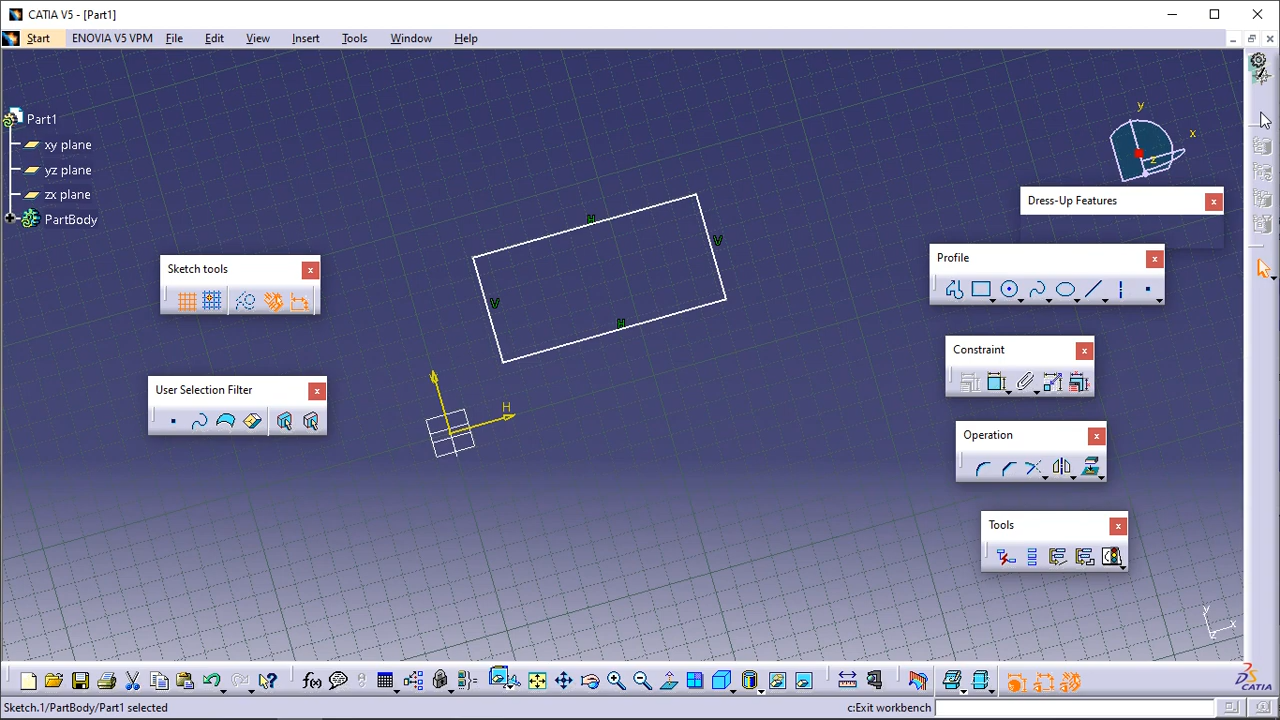 CATIA V5 - [Part1]
Start ENOVIA V5 VPM File Edit View Insert Tools Window Help
Part1
xy plane
yz plane
zx plane
PartBody
y
x
z
Dress-Up Features
H
V
V
H
H
Sketch tools
User Selection Filter
Profile
Constraint
Operation
Tools
y
x
z
f(x)
CATIA
Sketch.1/PartBody/Part1 selected
c:Exit workbench